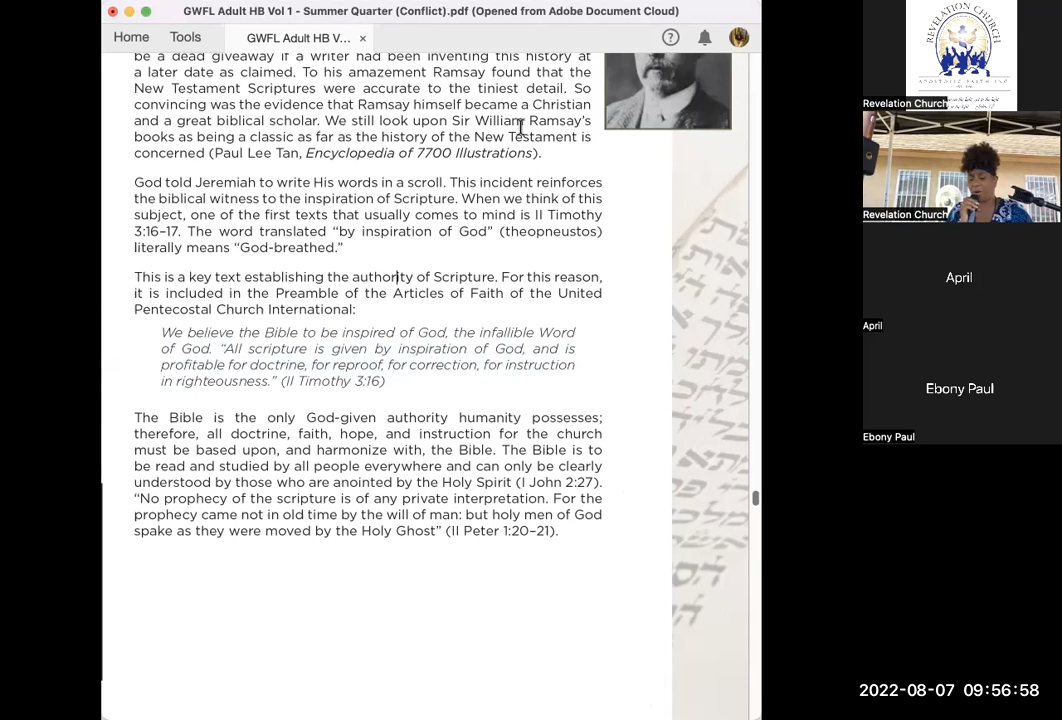 GWFL Adult HB Vol 1 - Summer Quarter (Conflict).pdf (Opened from Adobe Document Cloud)
Home Tools GWFL Adult HB V... ×
be a dead giveaway if a writer had been inventing this history at
a later date as claimed. To his amazement Ramsay found that the
New Testament Scriptures were accurate to the tiniest detail. So
convincing was the evidence that Ramsay himself became a Christian
and a great biblical scholar. We still look upon Sir William Ramsay's
books as being a classic as far as the history of the New Testament is
concerned (Paul Lee Tan, Encyclopedia of 7700 Illustrations).
God told Jeremiah to write His words in a scroll. This incident reinforces
the biblical witness to the inspiration of Scripture. When we think of this
subject, one of the first texts that usually comes to mind is II Timothy
3:16–17. The word translated “by inspiration of God” (theopneustos)
literally means “God-breathed.”
This is a key text establishing the authority of Scripture. For this reason,
it is included in the Preamble of the Articles of Faith of the United
Pentecostal Church International:
We believe the Bible to be inspired of God, the infallible Word
of God. “All scripture is given by inspiration of God, and is
profitable for doctrine, for reproof, for correction, for instruction
in righteousness.” (II Timothy 3:16)
The Bible is the only God-given authority humanity possesses;
therefore, all doctrine, faith, hope, and instruction for the church
must be based upon, and harmonize with, the Bible. The Bible is to
be read and studied by all people everywhere and can only be clearly
understood by those who are anointed by the Holy Spirit (I John 2:27).
“No prophecy of the scripture is of any private interpretation. For the
prophecy came not in old time by the will of man: but holy men of God
spake as they were moved by the Holy Ghost” (II Peter 1:20–21).
REVELATION CHURCH
APOSTOLIC FAITH INC
Revelation Church
Revelation Church
April
April
Ebony Paul
Ebony Paul
2022-08-07 09:56:58